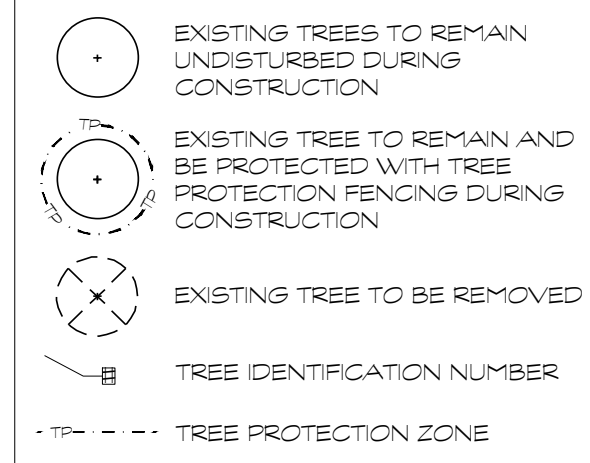 EXISTING TREES TO REMAIN
UNDISTURBED DURING
CONSTRUCTION
TP
TP
TP
EXISTING TREE TO REMAIN AND
BE PROTECTED WITH TREE
PROTECTION FENCING DURING
CONSTRUCTION
EXISTING TREE TO BE REMOVED
#
TREE IDENTIFICATION NUMBER
TP
TREE PROTECTION ZONE